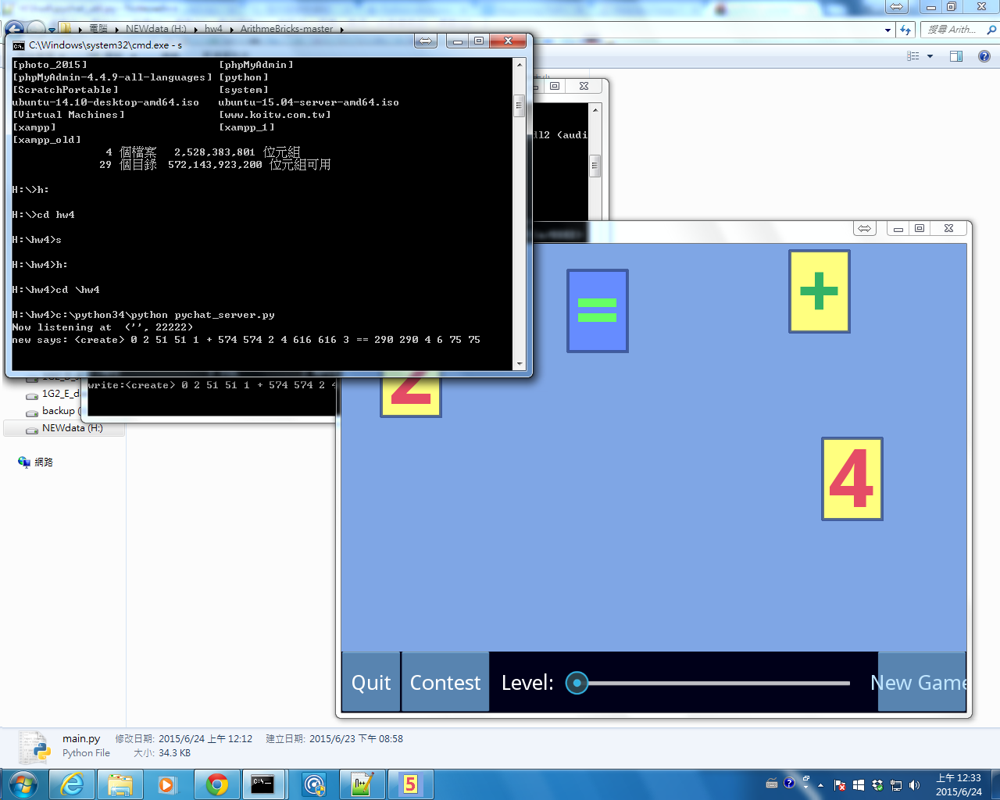 電腦 ▸ NEWdata (H:) ▸ hw4 ▸ ArithmeBricks-master ▸
搜尋 Arith...
C:\Windows\system32\cmd.exe - s
[photo_2015] [phpMyAdmin]
[phpMyAdmin-4.4.9-all-languages] [python]
[ScratchPortable] [system]
ubuntu-14.10-desktop-amd64.iso ubuntu-15.04-server-amd64.iso
[Virtual Machines] [www.koitw.com.tw]
[xampp] [xampp_1]
[xampp_old]
4 個檔案 2,528,383,801 位元組
29 個目錄 572,143,923,200 位元組可用
H:\>h:
H:\>cd hw4
H:\hw4>s
H:\hw4>h:
H:\hw4>cd \hw4
H:\hw4>c:\python34\python pychat_server.py
Now listening at ('', 22222)
new says: <create> 0 2 51 51 1 + 574 574 2 4 616 616 3 == 290 290 4 6 75 75
dl2 (audi
write:<create> 0 2 51 51 1 + 574 574 2 4
1G2_E_d
backup (
NEWdata (H:)
網路
=
+
2
4
Quit
Contest
Level:
New Game
main.py 修改日期: 2015/6/24 上午 12:12 建立日期: 2015/6/23 下午 08:58
Python File 大小: 34.3 KB
C:\_
N++
5
上午 12:33
2015/6/24